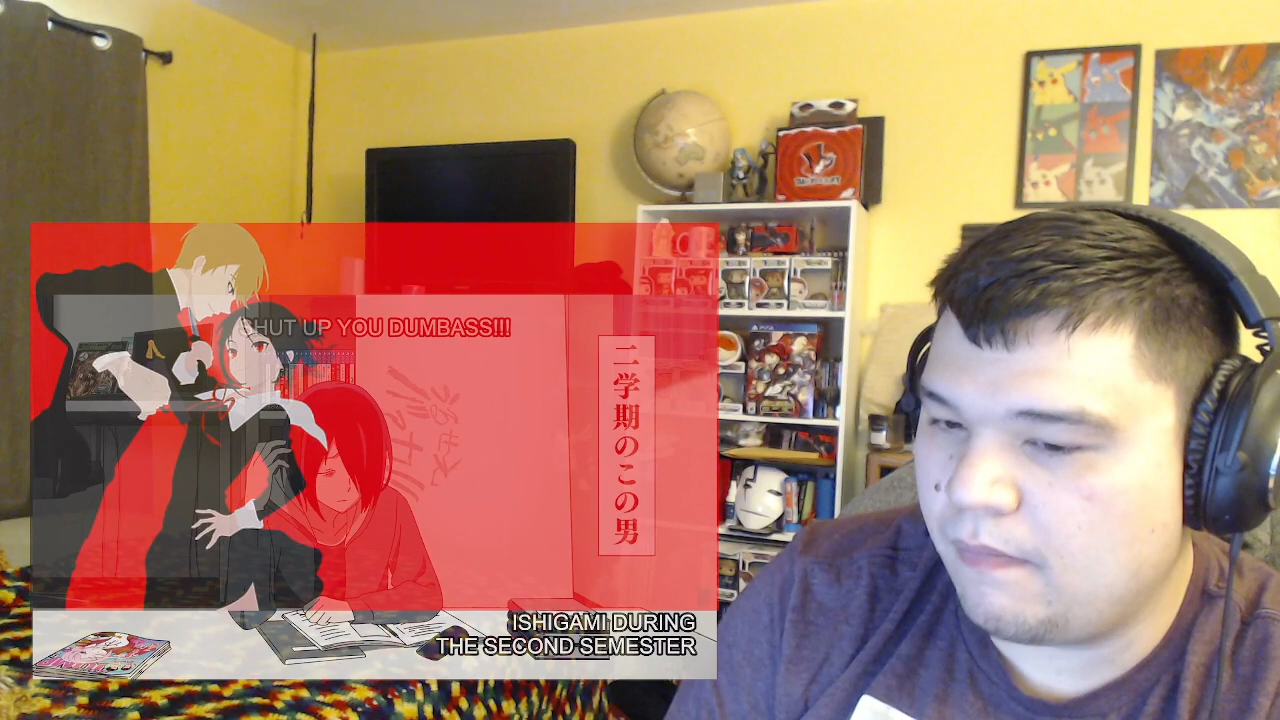 SHUT UP YOU DUMBASS!!!
二学期のこの男
ISHIGAMI DURING
THE SECOND SEMESTER